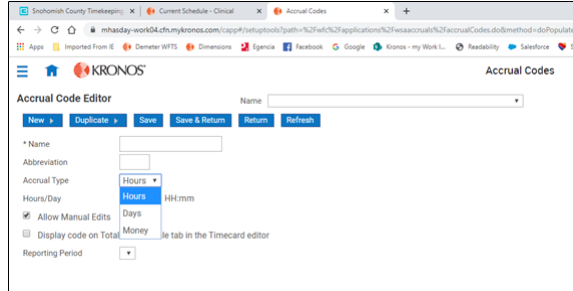 Snohomish County Timekeeping
Current Schedule - Clinical
Accrual Codes
mhasday-work04.cfn.mykronos.com/capp#/setuptools?path=%2Fwfc%2Fapplications%2Fwsaaccruals%2FaccrualCodes.do&method=doPopulate
Apps Imported From IE Demeter WFTS Dimensions Egencia Facebook Google Kronos - my Work l... Readability Salesforce
KRONOS
Accrual Codes
Accrual Code Editor
Name
New Duplicate Save Save & Return Return Refresh
* Name
Abbreviation
Accrual Type Hours
Hours/Day Hours HH:mm
Allow Manual Edits Days
Display code on Total Money le tab in the Timecard editor
Reporting Period